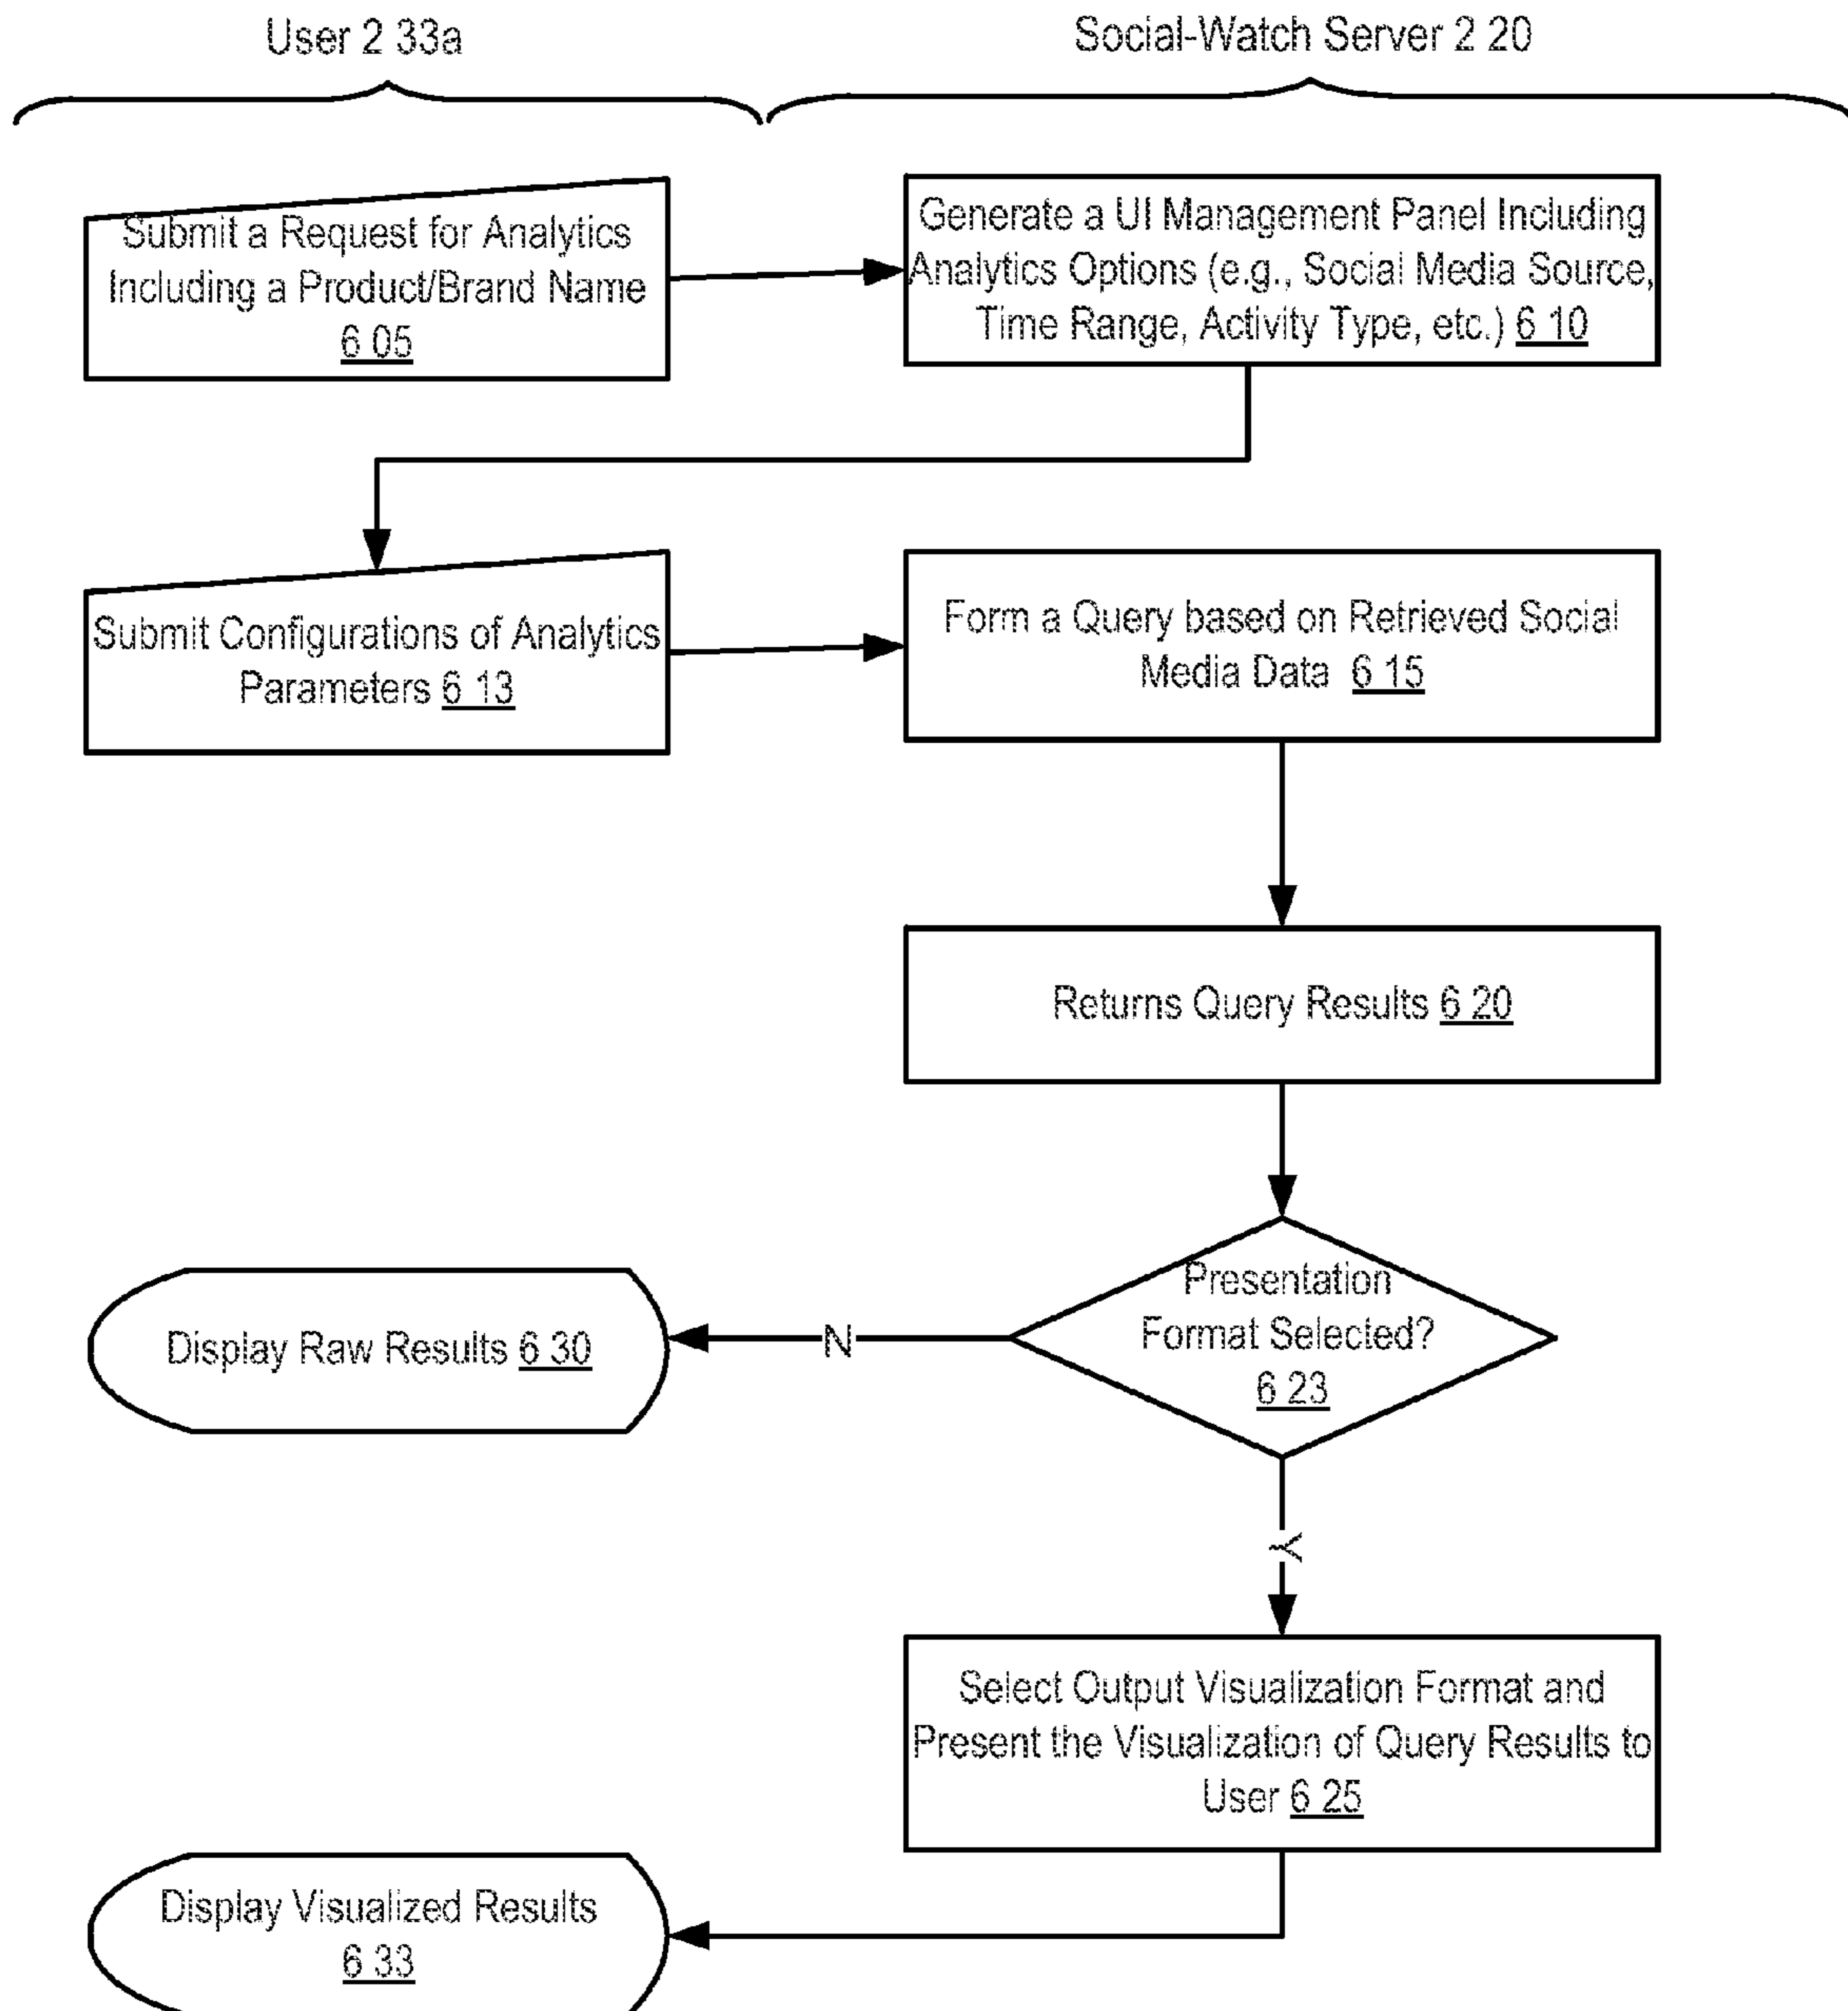 User 2 33a
Social-Watch Server 2 20
Submit a Request for Analytics
Including a Product/Brand Name
6 05
Generate a UI Management Panel Including
Analytics Options (e.g., Social Media Source,
Time Range, Activity Type, etc.) 6 10
Submit Configurations of Analytics
Parameters 6 13
Form a Query based on Retrieved Social
Media Data 6 15
Returns Query Results 6 20
Presentation
Format Selected?
6 23
N
Display Raw Results 6 30
Y
Select Output Visualization Format and
Present the Visualization of Query Results to
User 6 25
Display Visualized Results
6 33